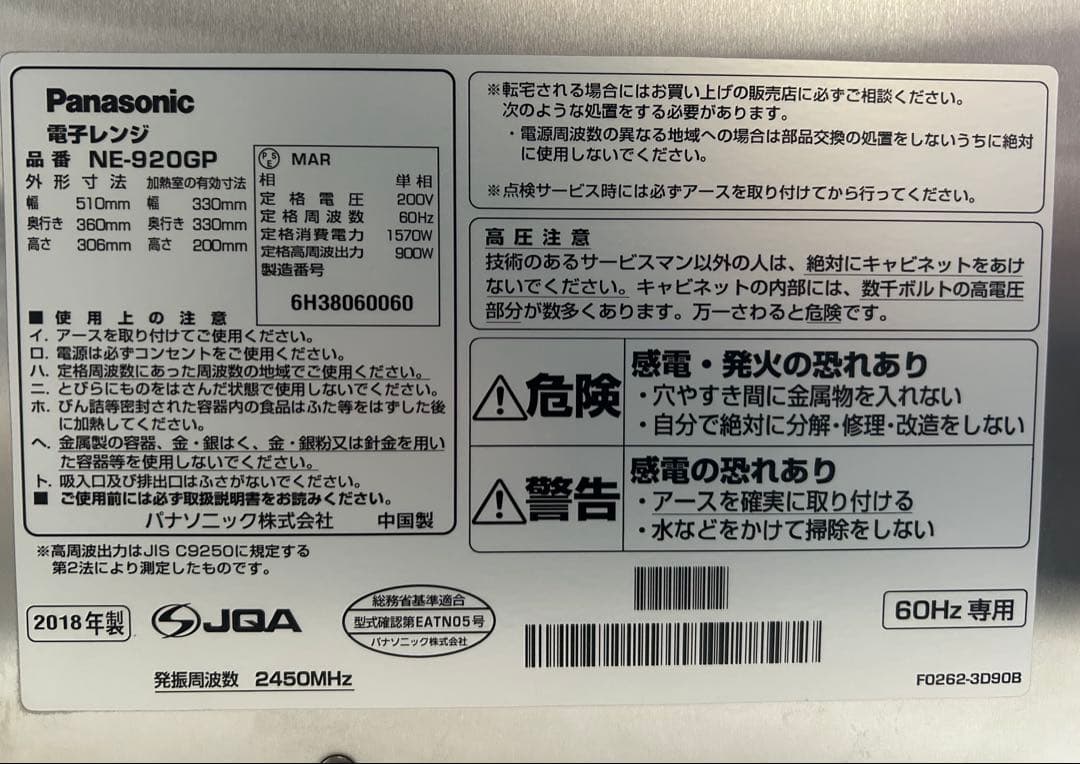 Panasonic
電子レンジ
品番 NE-920GP
外形寸法 加熱室の有効寸法
幅 510mm 幅 330mm
奥行き 360mm 奥行き 330mm
高さ 306mm 高さ 200mm
PSE MAR
相 単相
定格電圧 200V
定格周波数 60Hz
定格消費電力 1570W
定格高周波出力 900W
製造番号
6H38060060
■ 使用上の注意
イ. アースを取り付けてご使用ください。
ロ. 電源は必ずコンセントをご使用ください。
ハ. 定格周波数にあった周波数の地域でご使用ください。
ニ. とびらにものをはさんだ状態で使用しないでください。
ホ. びん詰等密封された容器内の食品はふた等をはずした後
に加熱してください。
ヘ. 金属製の容器、金・銀はく、金・銀粉又は針金を用い
た容器等を使用しないでください。
ト. 吸入口及び排出口はふさがないでください。
■ ご使用前には必ず取扱説明書をお読みください。
パナソニック株式会社 中国製
※高周波出力はJIS C9250に規定する
第2法により測定したものです。
2018年製
JQA
総務省基準適合
型式確認第EATN05号
パナソニック株式会社
発振周波数 2450MHz
※転宅される場合にはお買い上げの販売店に必ずご相談ください。
次のような処置をする必要があります。
・電源周波数の異なる地域への場合は部品交換の処置をしないうちに絶対
に使用しないでください。
※点検サービス時には必ずアースを取り付けてから行ってください。
高圧注意
技術のあるサービスマン以外の人は、絶対にキャビネットをあけ
ないでください。キャビネットの内部には、数千ボルトの高電圧
部分が数多くあります。万一さわると危険です。
危険
感電・発火の恐れあり
・穴やすき間に金属物を入れない
・自分で絶対に分解・修理・改造をしない
警告
感電の恐れあり
・アースを確実に取り付ける
・水などをかけて掃除をしない
60Hz専用
F0262-3D90B